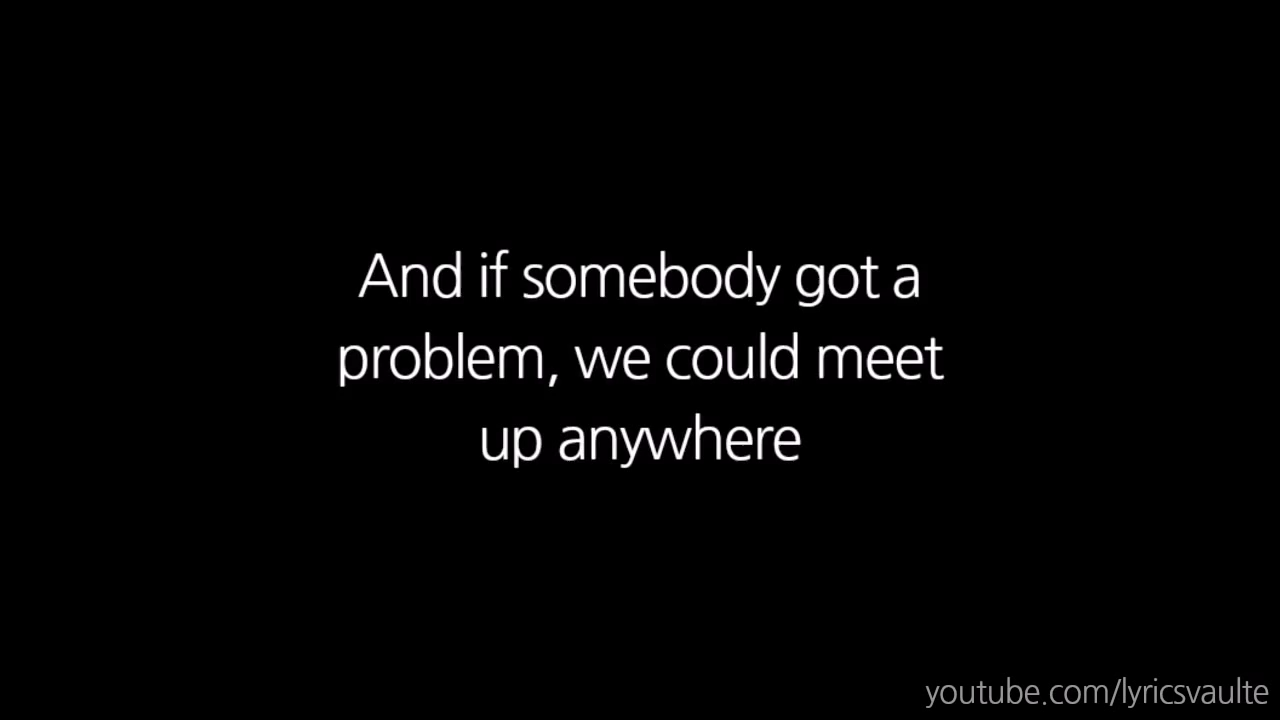 And if somebody got a
problem, we could meet
up anywhere
youtube.com/lyricsvaulte